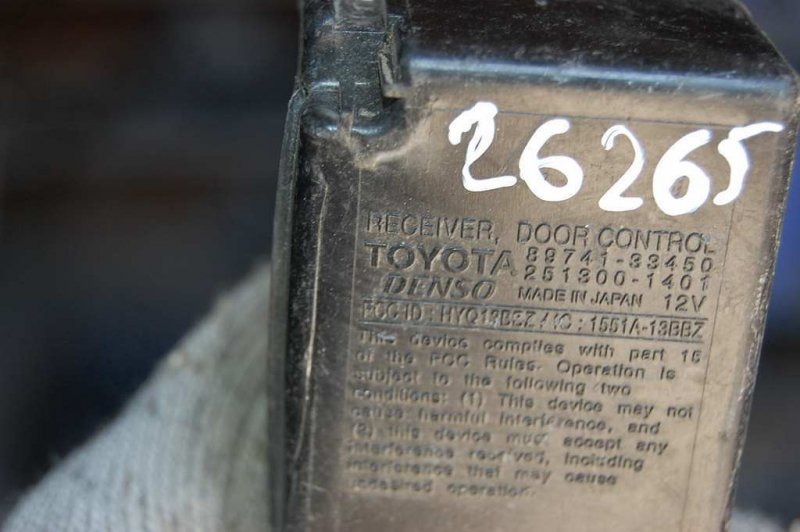 26265
RECEIVER, DOOR CONTROL
TOYOTA 89741-33450
DENSO 251300-1401
MADE IN JAPAN 12V
FCC ID : HYQ13BBZ / IC : 1551A-13BBZ
This device complies with part 15
of the FCC Rules. Operation is
subject to the following two
conditions: (1) This device may not
cause harmful interference, and
(2) this device must accept any
interference received, including
interference that may cause
undesired operation.